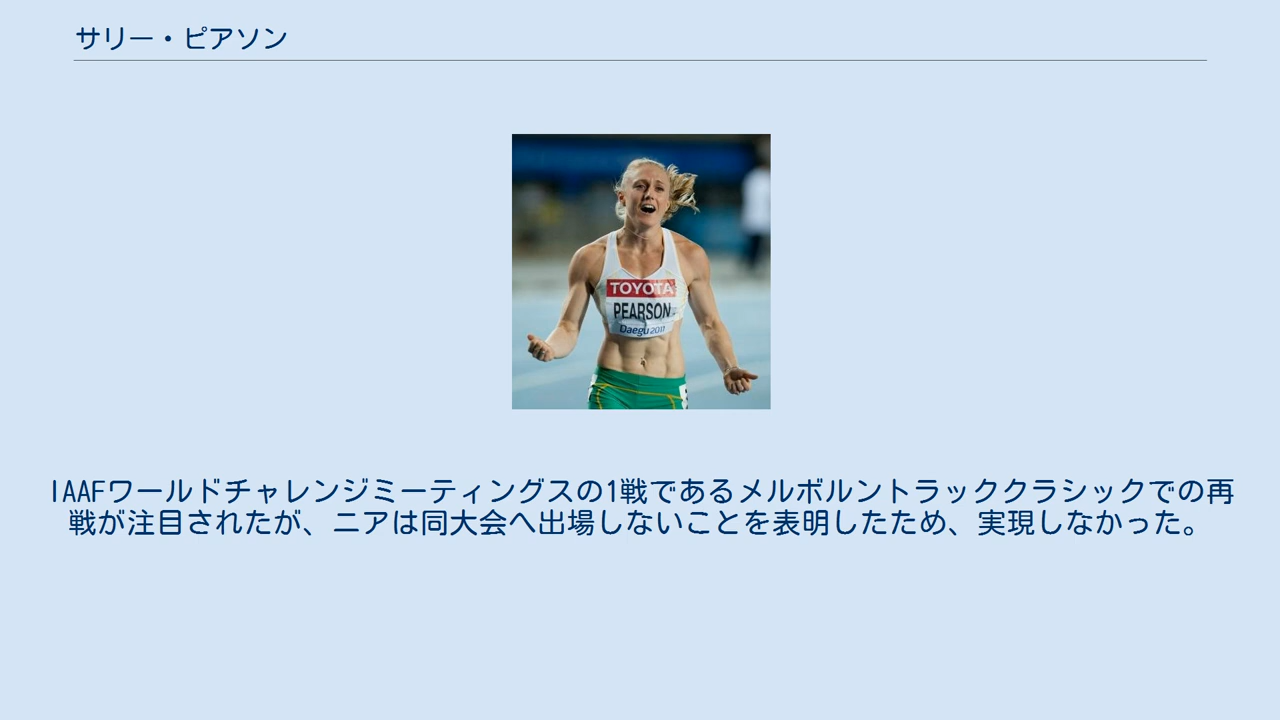 サリー・ピアソン
TOYOTA
PEARSON
Daegu 2011
IAAFワールドチャレンジミーティングスの1戦であるメルボルントラッククラシックでの再
戦が注目されたが、ニアは同大会へ出場しないことを表明したため、実現しなかった。